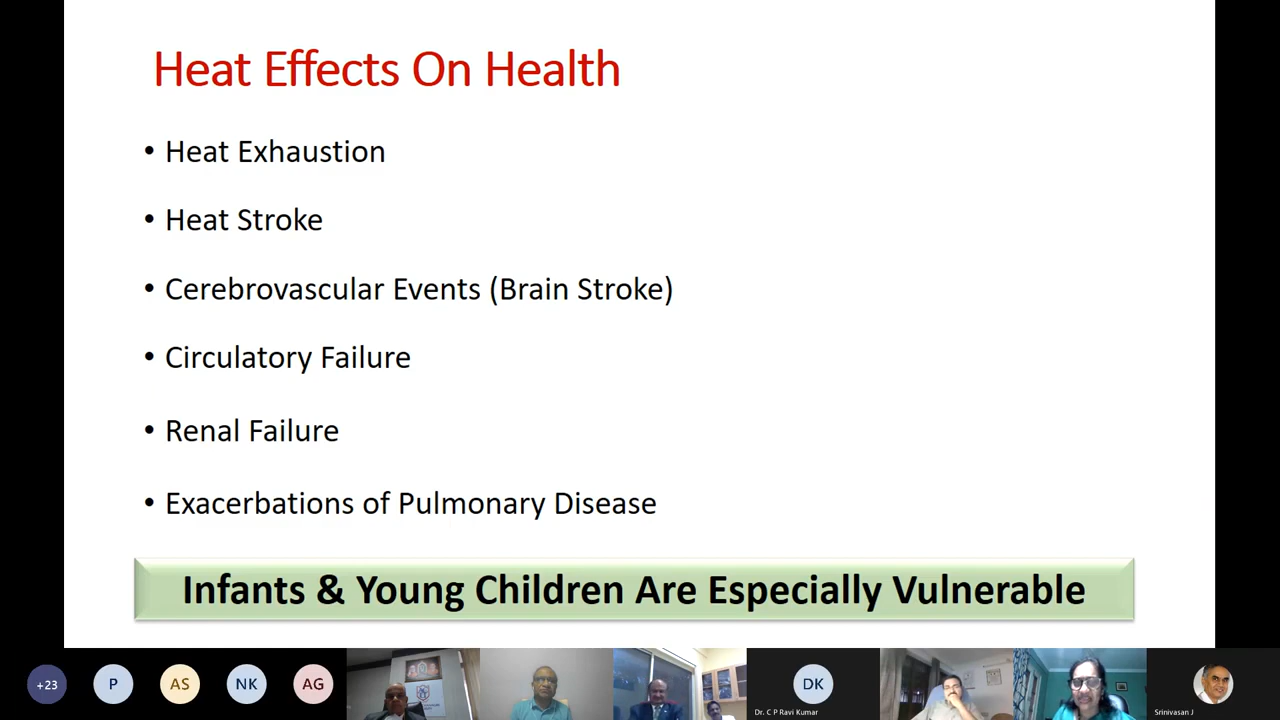 Heat Effects On Health
• Heat Exhaustion
• Heat Stroke
• Cerebrovascular Events (Brain Stroke)
• Circulatory Failure
• Renal Failure
• Exacerbations of Pulmonary Disease
Infants & Young Children Are Especially Vulnerable
+23
P
AS
NK
AG
DK
Dr. C P Ravi Kumar
Srinivasan J